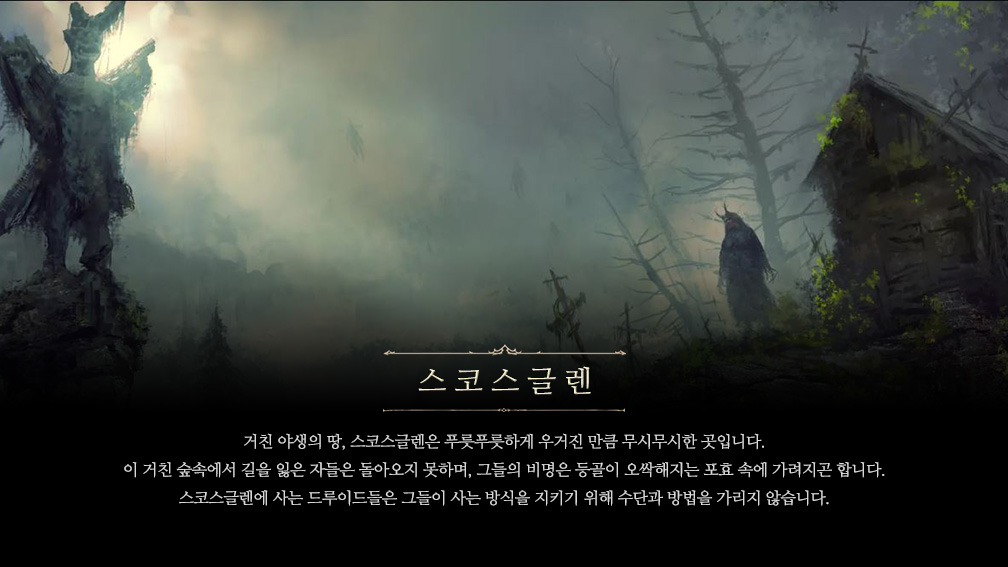 스코스글렌
거친 야생의 땅, 스코스글렌은 푸릇푸릇하게 우거진 만큼 무시무시한 곳입니다.
이 거친 숲속에서 길을 잃은 자들은 돌아오지 못하며, 그들의 비명은 등골이 오싹해지는 포효 속에 가려지곤 합니다.
스코스글렌에 사는 드루이드들은 그들이 사는 방식을 지키기 위해 수단과 방법을 가리지 않습니다.